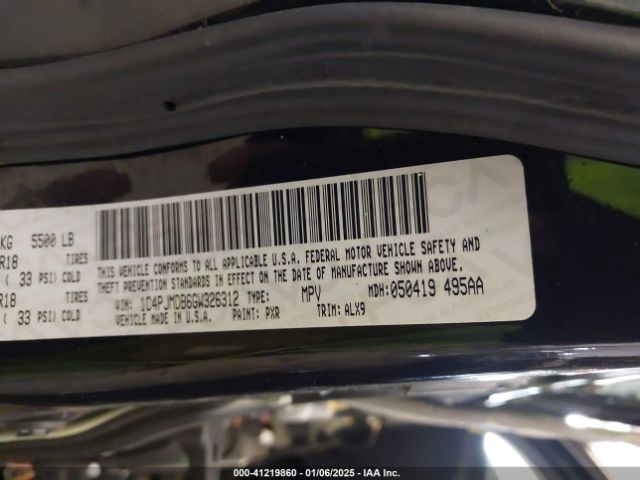 KG 5500 LB
R18 TIRES
( 33 PSI) COLD
R18 TIRES
( 33 PSI) COLD
THIS VEHICLE CONFORMS TO ALL APPLICABLE U.S.A. FEDERAL MOTOR VEHICLE SAFETY AND
THEFT PREVENTION STANDARDS IN EFFECT ON THE DATE OF MANUFACTURE SHOWN ABOVE.
VIN: 1C4PJMDB6GW326312 TYPE: MPV MDH: 050419 495AA
VEHICLE MADE IN U.S.A. PAINT: PXR TRIM: ALX9
000-41219860 | 01/06/2025 | IAA Inc.